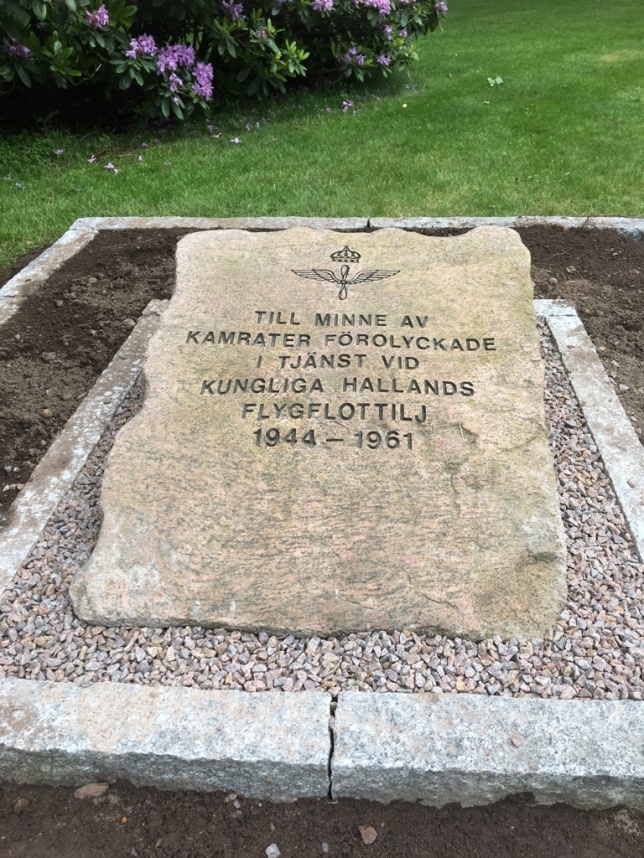 TILL MINNE AV
KAMRATER FÖROLYCKADE
I TJÄNST VID
KUNGLIGA HALLANDS
FLYGFLOTTILJ
1944 – 1961